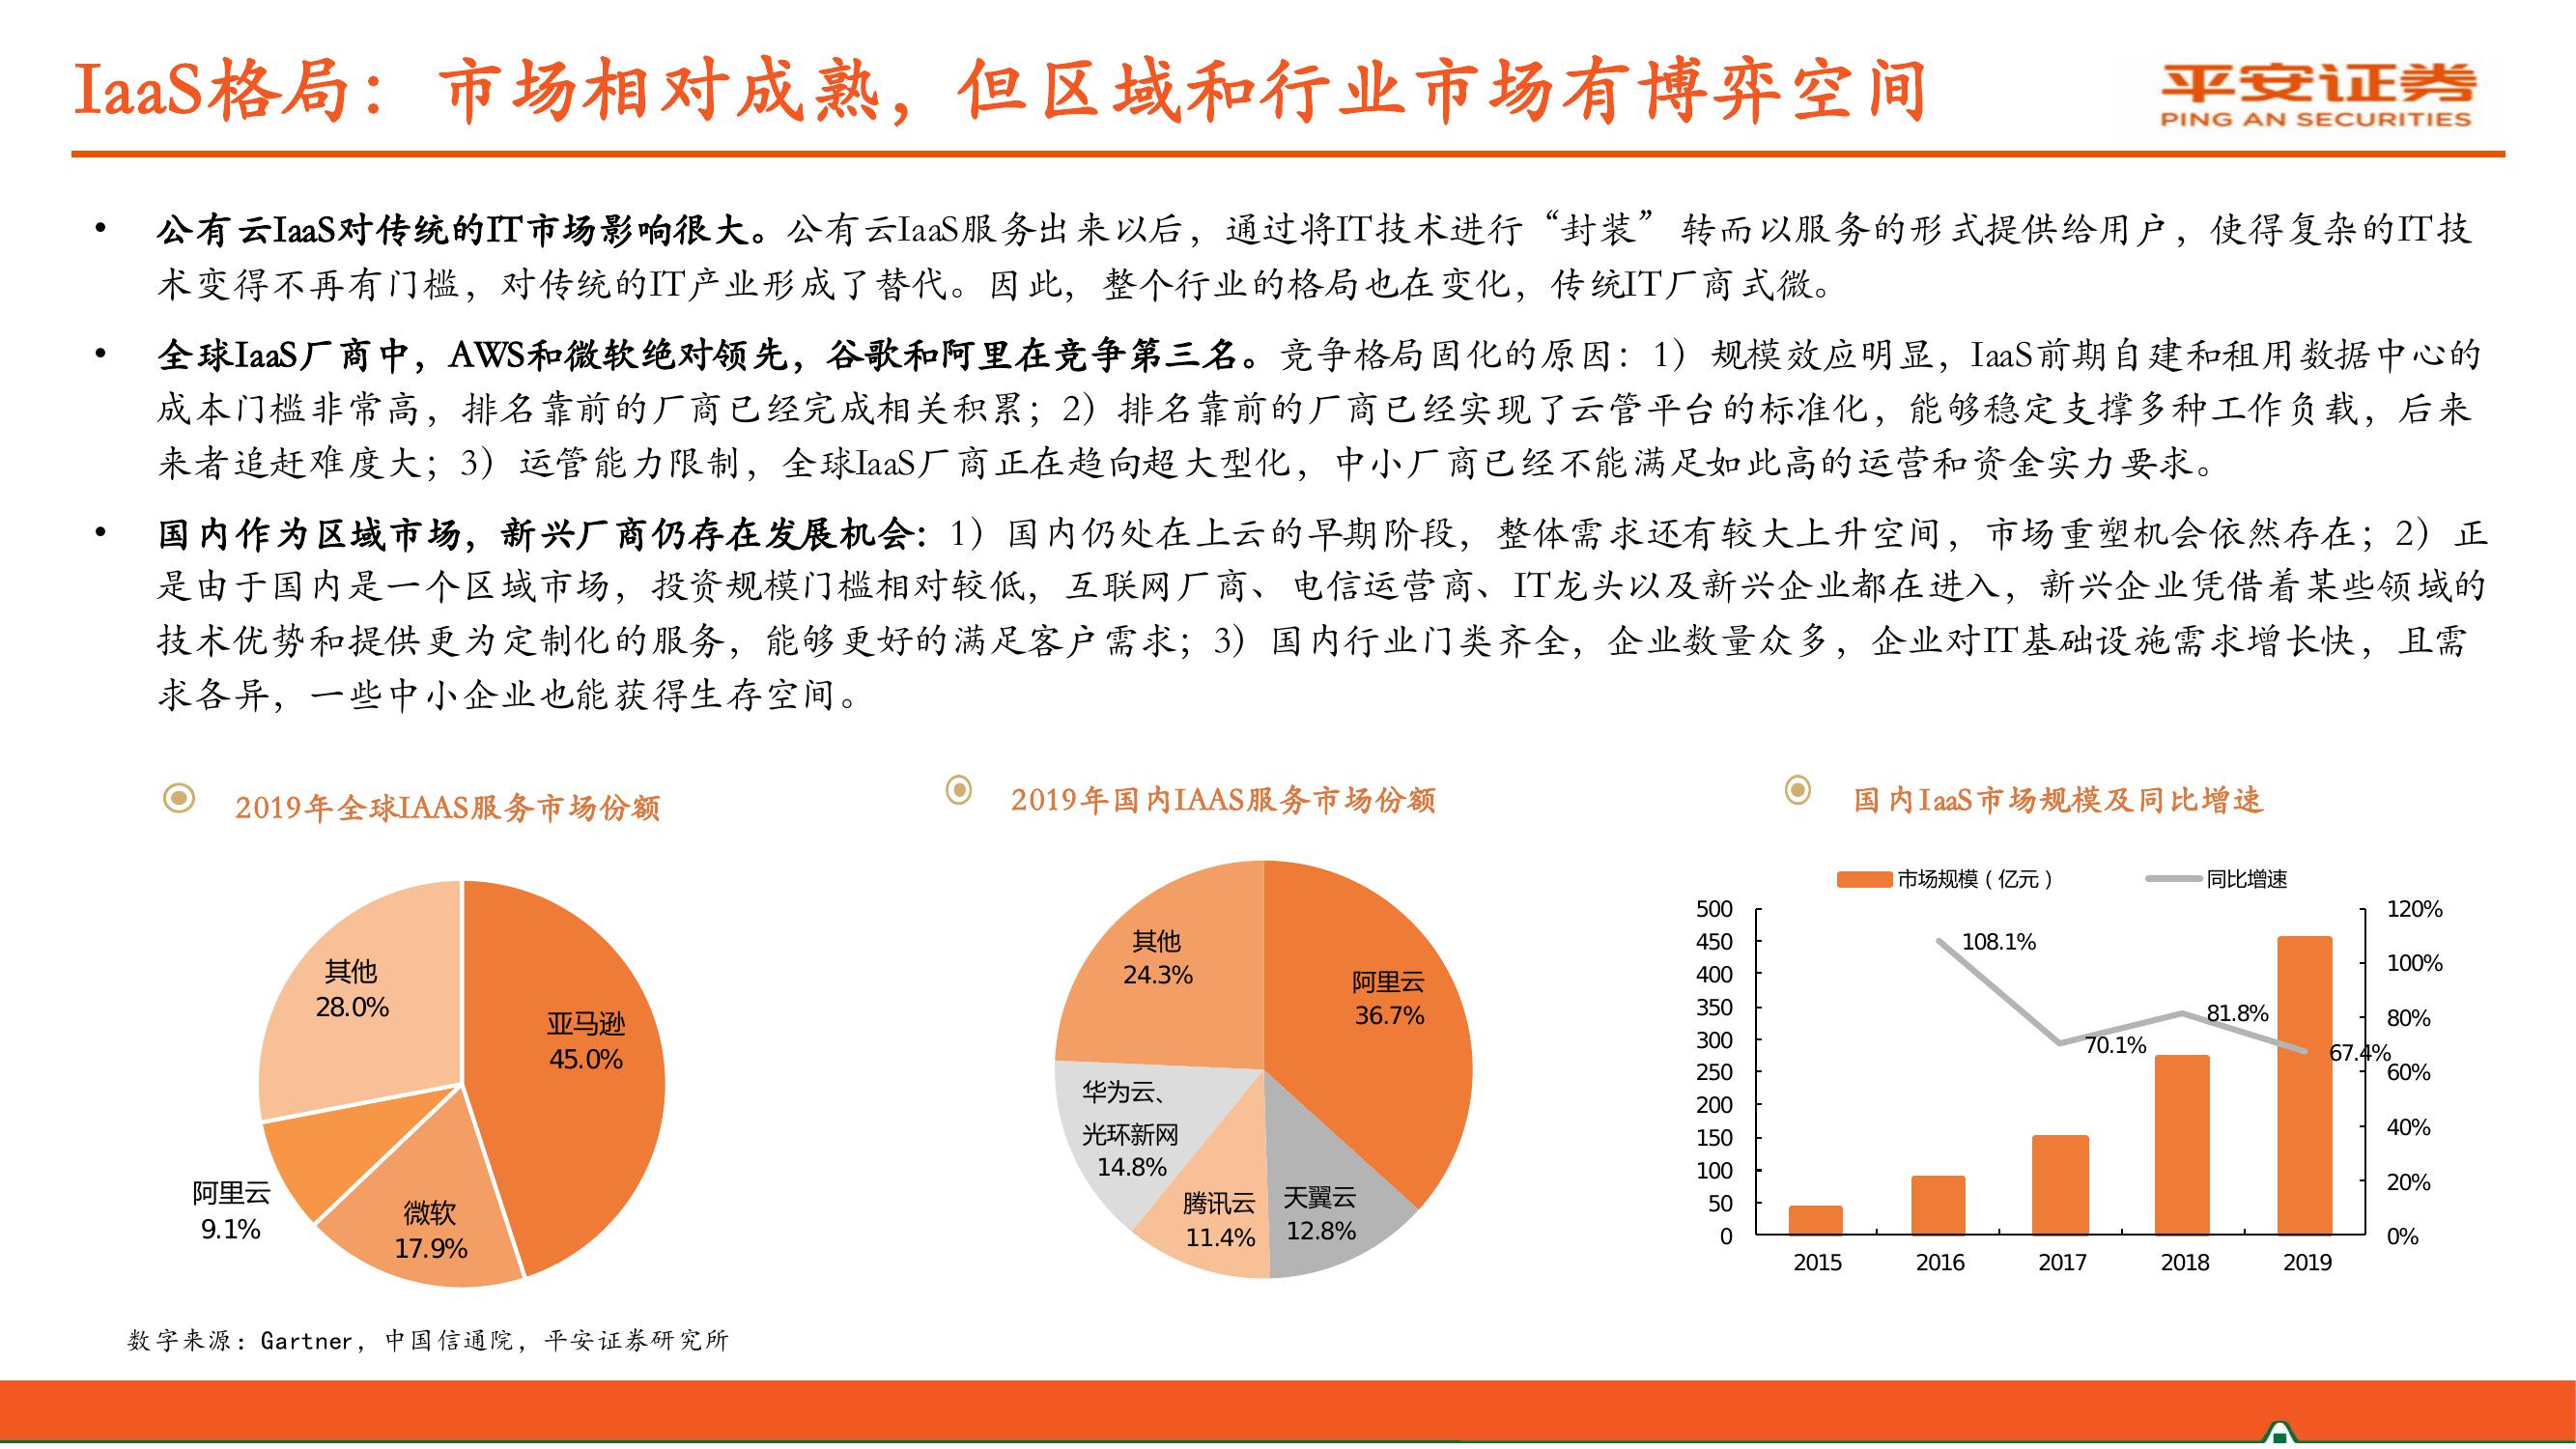 IaaS格局：市场相对成熟，但区域和行业市场有博弈空间
平安证券
PING AN SECURITIES
• 公有云IaaS对传统的IT市场影响很大。公有云IaaS服务出来以后，通过将IT技术进行“封装” 转而以服务的形式提供给用户，使得复杂的IT技
术变得不再有门槛，对传统的IT产业形成了替代。因此，整个行业的格局也在变化，传统IT厂商式微。
• 全球IaaS厂商中，AWS和微软绝对领先，谷歌和阿里在竞争第三名。竞争格局固化的原因：1）规模效应明显，IaaS前期自建和租用数据中心的
成本门槛非常高，排名靠前的厂商已经完成相关积累；2）排名靠前的厂商已经实现了云管平台的标准化，能够稳定支撑多种工作负载，后来
来者追赶难度大；3）运管能力限制，全球IaaS厂商正在趋向超大型化，中小厂商已经不能满足如此高的运营和资金实力要求。
• 国内作为区域市场，新兴厂商仍存在发展机会：1）国内仍处在上云的早期阶段，整体需求还有较大上升空间，市场重塑机会依然存在；2）正
是由于国内是一个区域市场，投资规模门槛相对较低，互联网厂商、电信运营商、IT龙头以及新兴企业都在进入，新兴企业凭借着某些领域的
技术优势和提供更为定制化的服务，能够更好的满足客户需求；3）国内行业门类齐全，企业数量众多，企业对IT基础设施需求增长快，且需
求各异，一些中小企业也能获得生存空间。
2019年全球IAAS服务市场份额
其他
28.0%
亚马逊
45.0%
阿里云
9.1%
微软
17.9%
2019年国内IAAS服务市场份额
其他
24.3%
阿里云
36.7%
华为云、
光环新网
14.8%
腾讯云
11.4%
天翼云
12.8%
国内IaaS市场规模及同比增速
市场规模（亿元） 同比增速
500
450
400
350
300
250
200
150
100
50
0
108.1%
70.1%
81.8%
67.4%
120%
100%
80%
60%
40%
20%
0%
2015 2016 2017 2018 2019
数字来源：Gartner，中国信通院，平安证券研究所